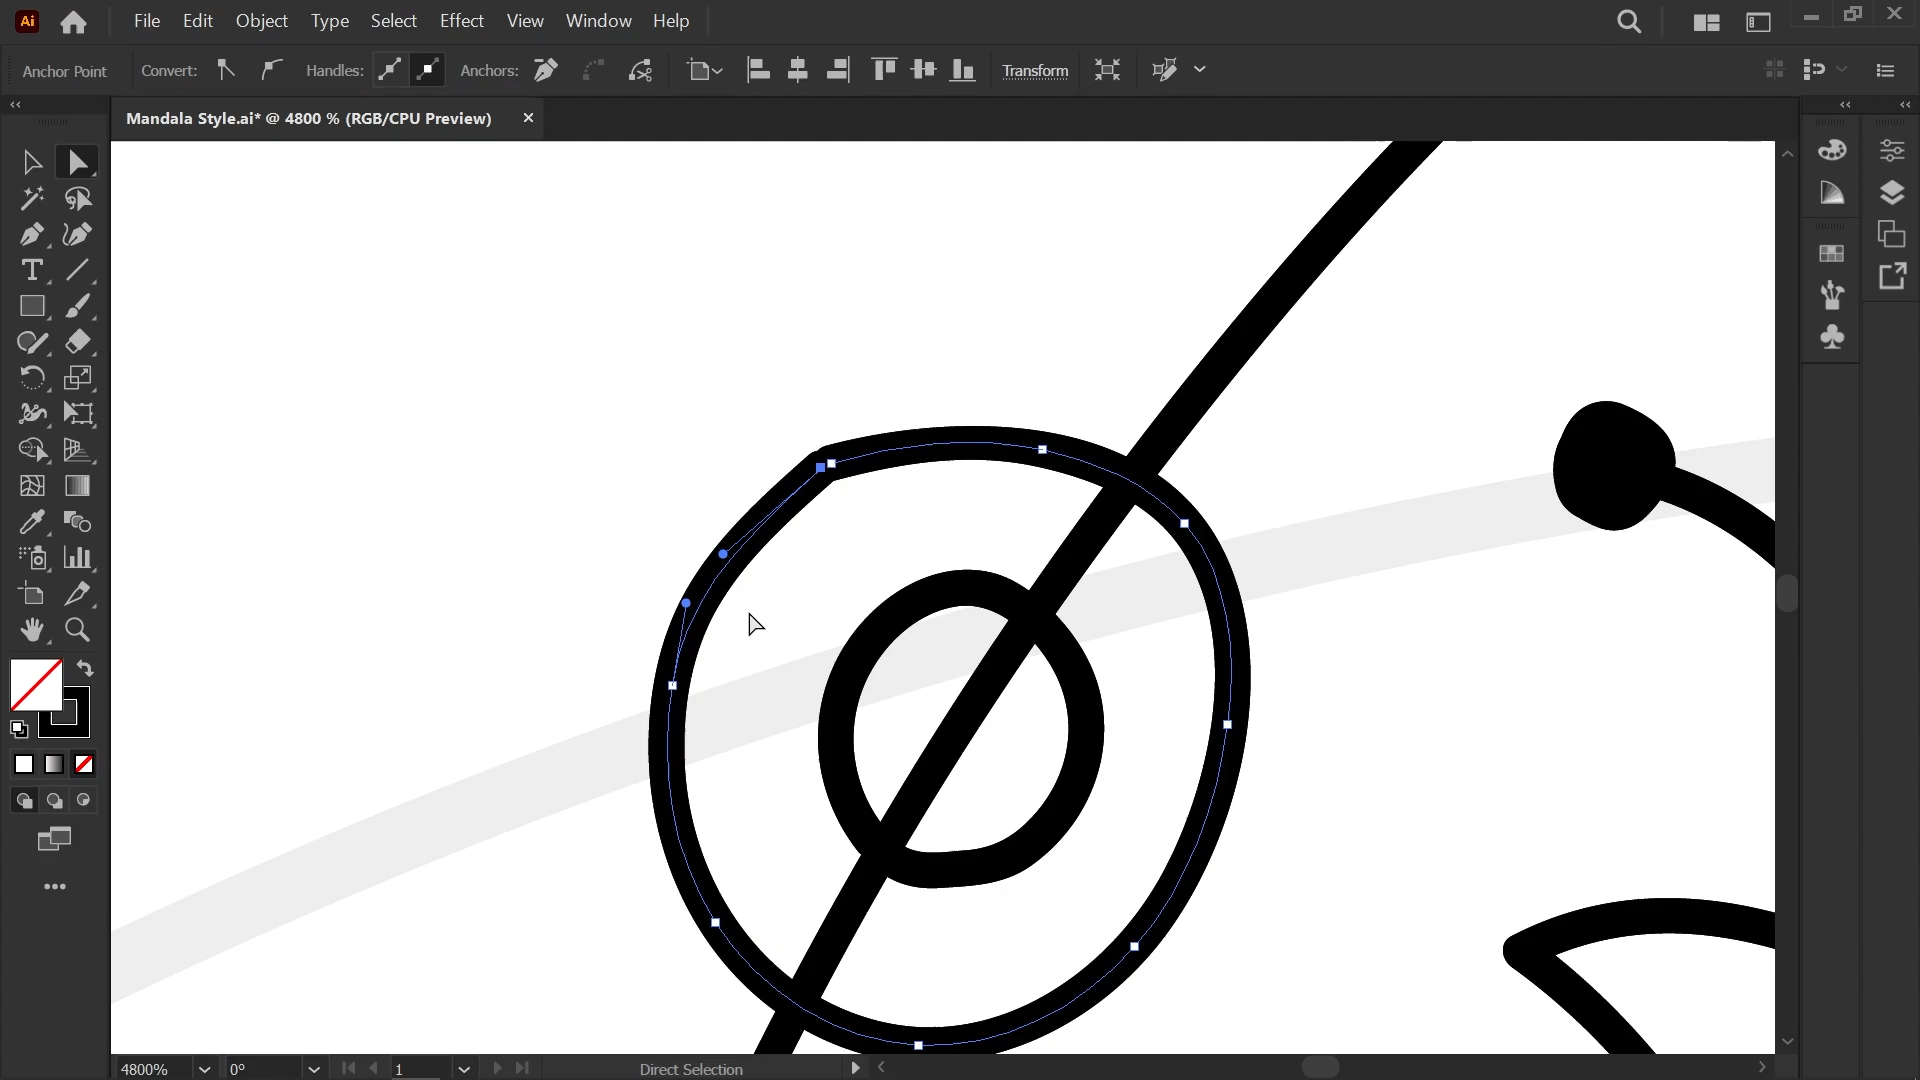 Ai File Edit Object Type Select Effect View Window Help
Anchor Point Convert: Handles: Anchors: Transform
Mandala Style.ai* @ 4800 % (RGB/CPU Preview)
4800% 0° 1 Direct Selection